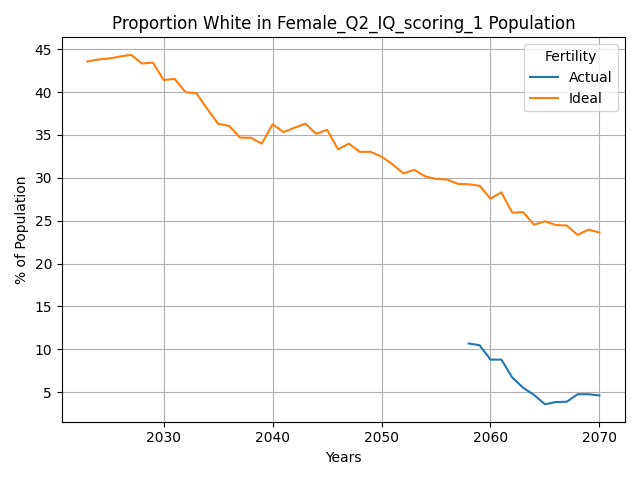 Proportion White in Female_Q2_IQ_scoring_1 Population
% of Population
45
40
35
30
25
20
15
10
5
Fertility
Actual
Ideal
2030 2040 2050 2060 2070
Years